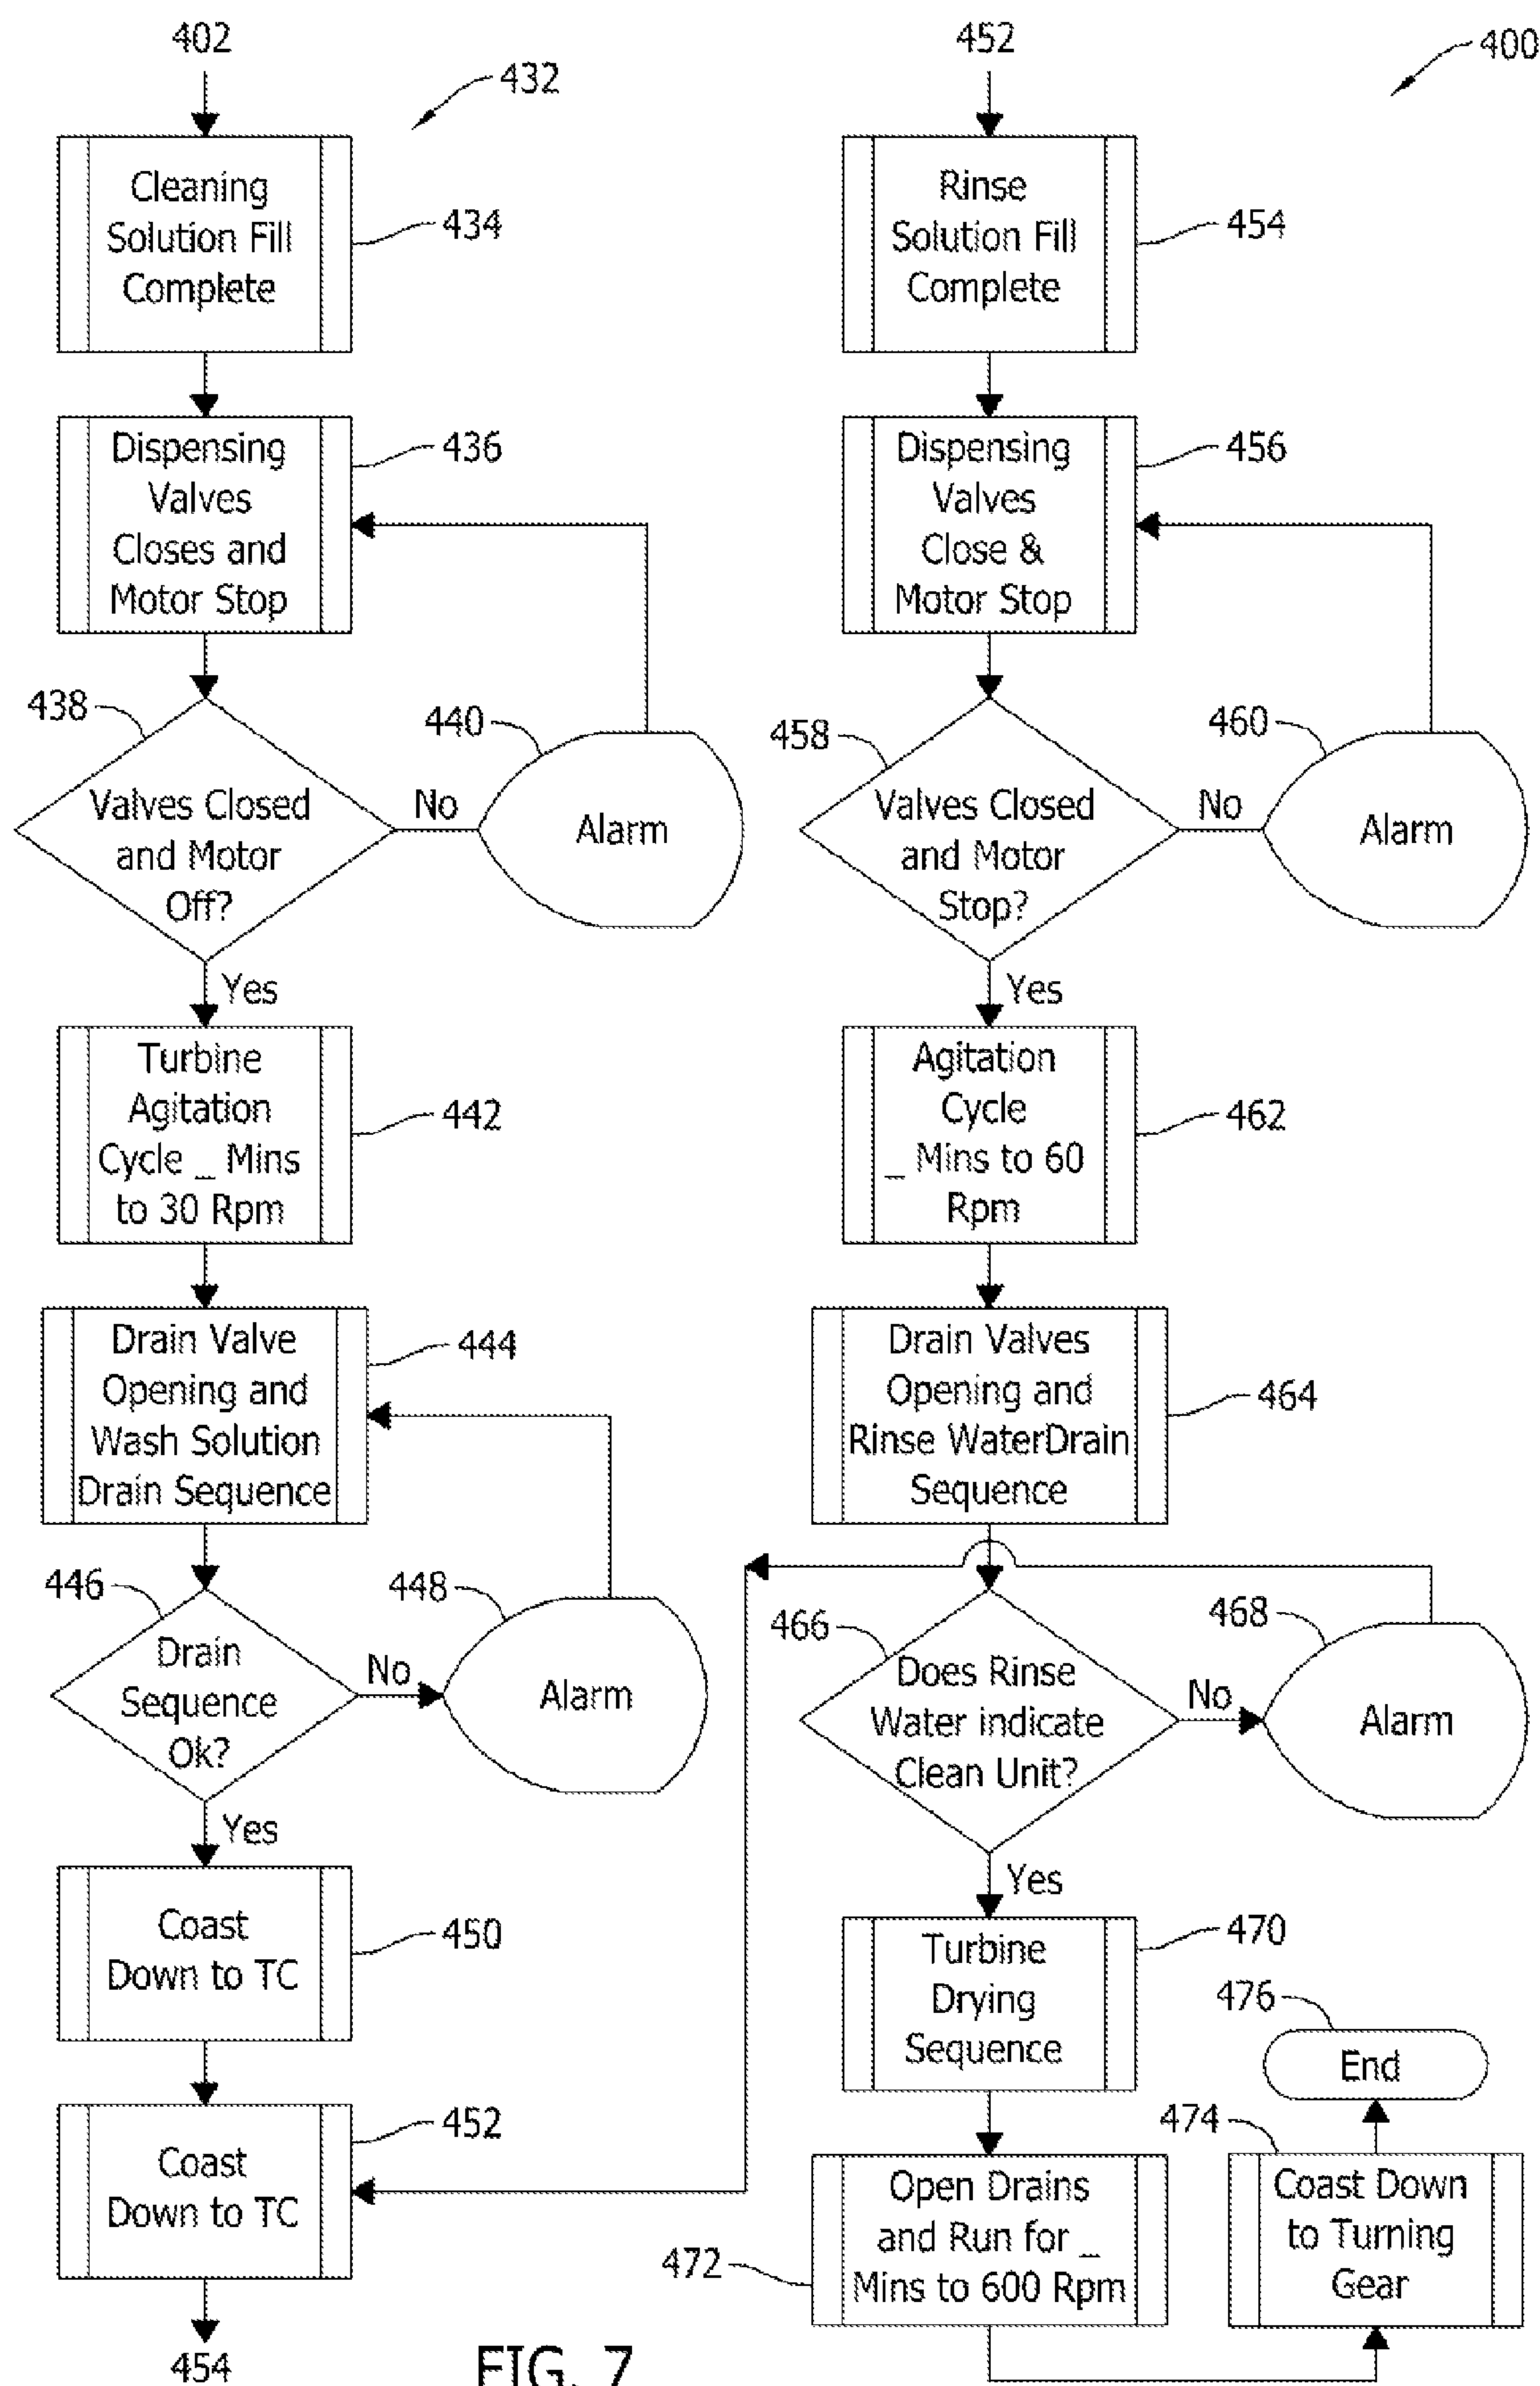 402
432
Cleaning
Solution Fill
Complete
434
Dispensing
Valves
Closes and
Motor Stop
436
438
Valves Closed
and Motor
Off?
No
440
Alarm
Yes
Turbine
Agitation
Cycle _ Mins
to 30 Rpm
442
Drain Valve
Opening and
Wash Solution
Drain Sequence
444
446
Drain
Sequence
Ok?
No
448
Alarm
Yes
Coast
Down to TC
450
Coast
Down to TC
452
454
452
400
Rinse
Solution Fill
Complete
454
Dispensing
Valves
Close &
Motor Stop
456
458
Valves Closed
and Motor
Stop?
No
460
Alarm
Yes
Agitation
Cycle
_ Mins to 60
Rpm
462
Drain Valves
Opening and
Rinse WaterDrain
Sequence
464
466
Does Rinse
Water indicate
Clean Unit?
No
468
Alarm
Yes
Turbine
Drying
Sequence
470
472
Open Drains
and Run for _
Mins to 600 Rpm
474
Coast Down
to Turning
Gear
476
End
FIG. 7